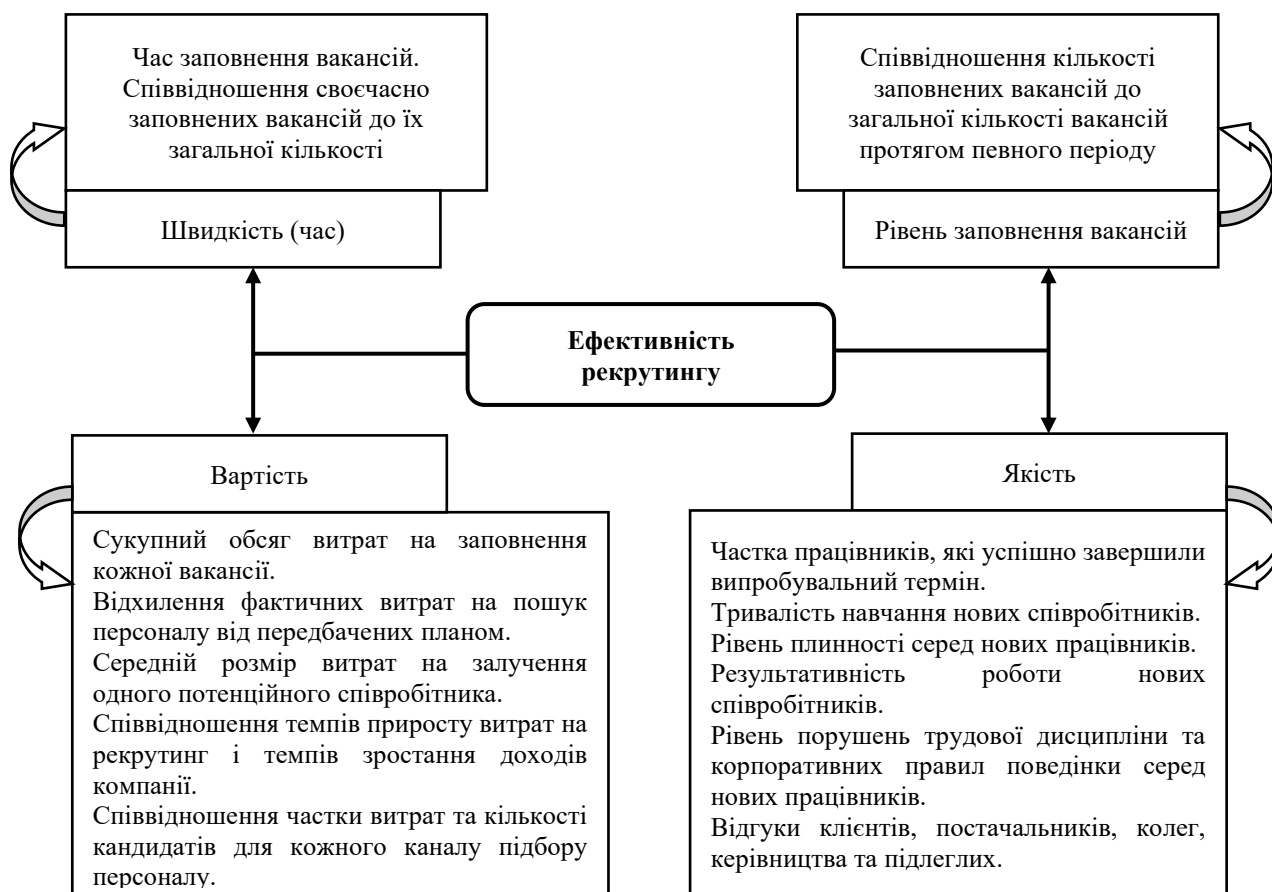 Час заповнення вакансій.
Співвідношення своєчасно
заповнених вакансій до їх
загальної кількості
Швидкість (час)
Співвідношення кількості
заповнених вакансій до
загальної кількості вакансій
протягом певного періоду
Рівень заповнення вакансій
Ефективність
рекрутингу
Вартість
Сукупний обсяг витрат на заповнення
кожної вакансії.
Відхилення фактичних витрат на пошук
персоналу від передбачених планом.
Середній розмір витрат на залучення
одного потенційного співробітника.
Співвідношення темпів приросту витрат на
рекрутинг і темпів зростання доходів
компанії.
Співвідношення частки витрат та кількості
кандидатів для кожного каналу підбору
персоналу.
Якість
Частка працівників, які успішно завершили
випробувальний термін.
Тривалість навчання нових співробітників.
Рівень плинності серед нових працівників.
Результативність роботи нових
співробітників.
Рівень порушень трудової дисципліни та
корпоративних правил поведінки серед
нових працівників.
Відгуки клієнтів, постачальників, колег,
керівництва та підлеглих.